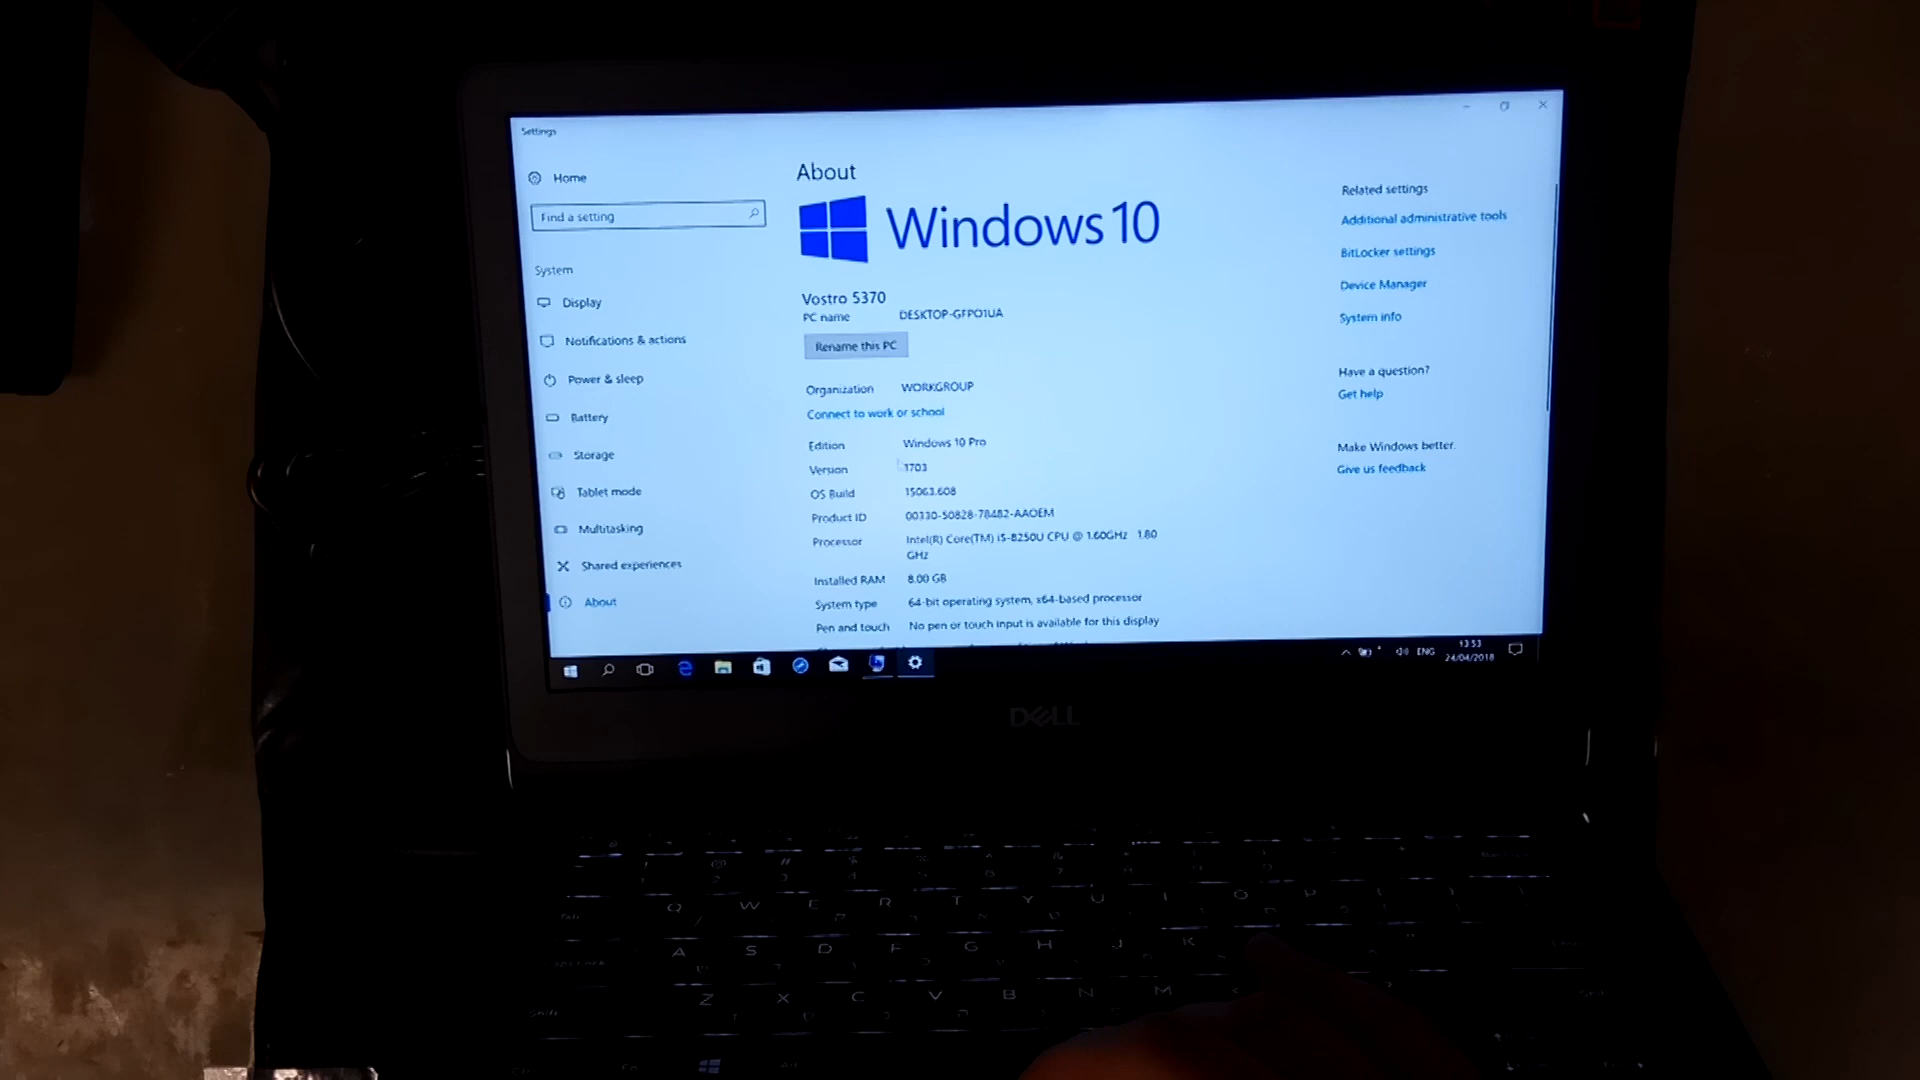 Settings
Home
Find a setting
System
Display
Notifications & actions
Power & sleep
Battery
Storage
Tablet mode
Multitasking
Shared experiences
About
About
Windows 10
Vostro 5370
PC name DESKTOP-GFPO1UA
Rename this PC
Organization WORKGROUP
Connect to work or school
Edition Windows 10 Pro
Version 1703
OS Build 15063.608
Product ID 00330-50828-78482-AAOEM
Processor Intel(R) Core(TM) i5-8250U CPU @ 1.60GHz 1.80
GHz
Installed RAM 8.00 GB
System type 64-bit operating system, x64-based processor
Pen and touch No pen or touch input is available for this display
Related settings
Additional administrative tools
BitLocker settings
Device Manager
System info
Have a question?
Get help
Make Windows better.
Give us feedback
ENG
13:53
24/04/2018
DELL
Q W E R T Y U I O P
A S D F G H J K
Z X C V B N M